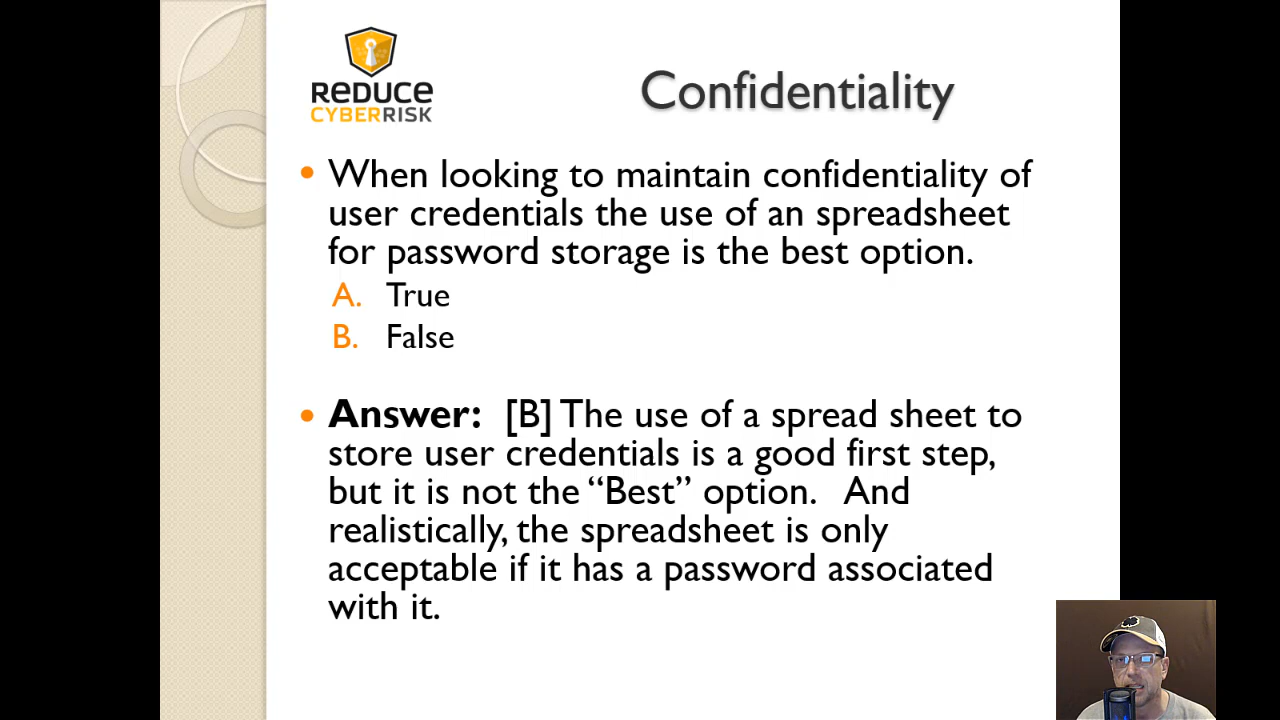 REDUCE
CYBERRISK
Confidentiality
• When looking to maintain confidentiality of
user credentials the use of an spreadsheet
for password storage is the best option.
A. True
B. False
• Answer: [B] The use of a spread sheet to
store user credentials is a good first step,
but it is not the “Best” option. And
realistically, the spreadsheet is only
acceptable if it has a password associated
with it.